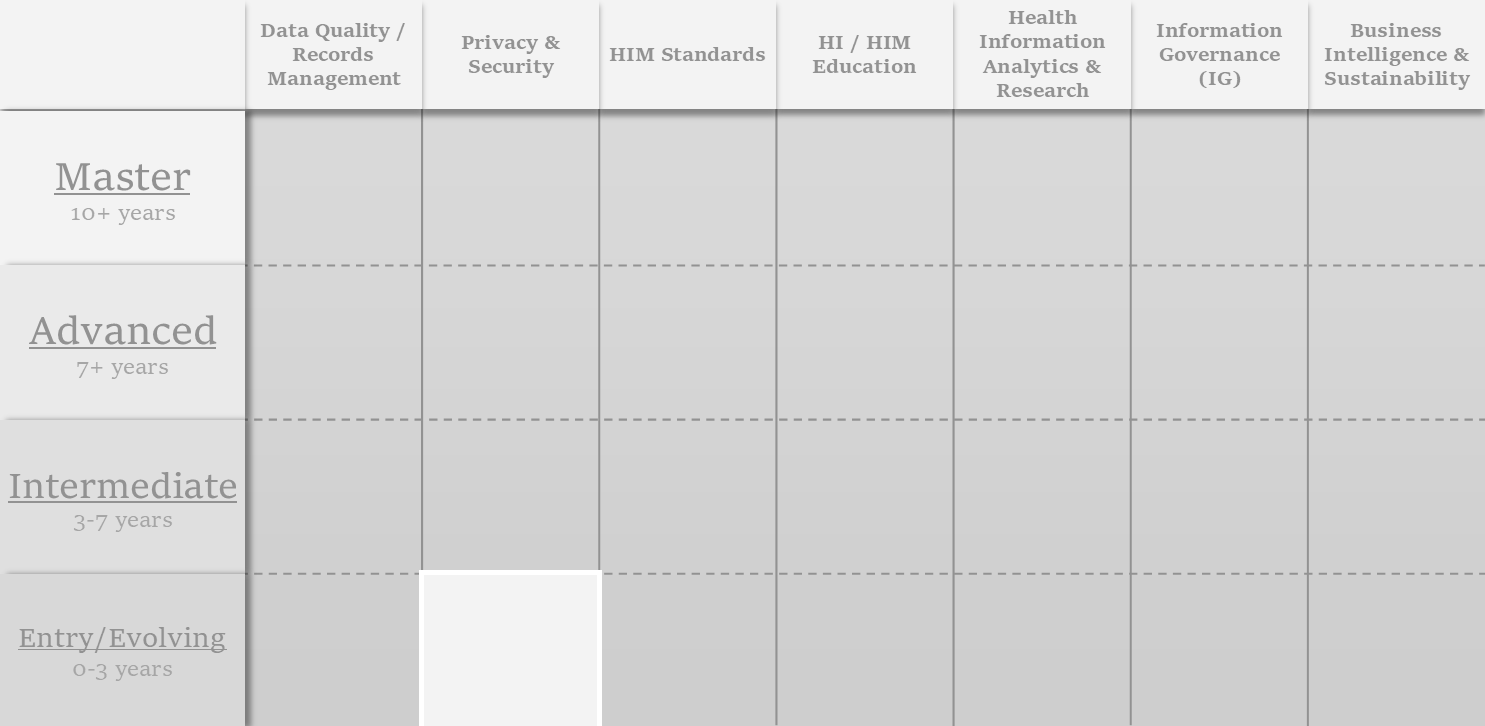 Data Quality /
Records
Management
Privacy &
Security
HIM Standards
HI / HIM
Education
Health
Information
Analytics &
Research
Information
Governance
(IG)
Business
Intelligence &
Sustainability
Master
10+ years
Advanced
7+ years
Intermediate
3-7 years
Entry/Evolving
0-3 years